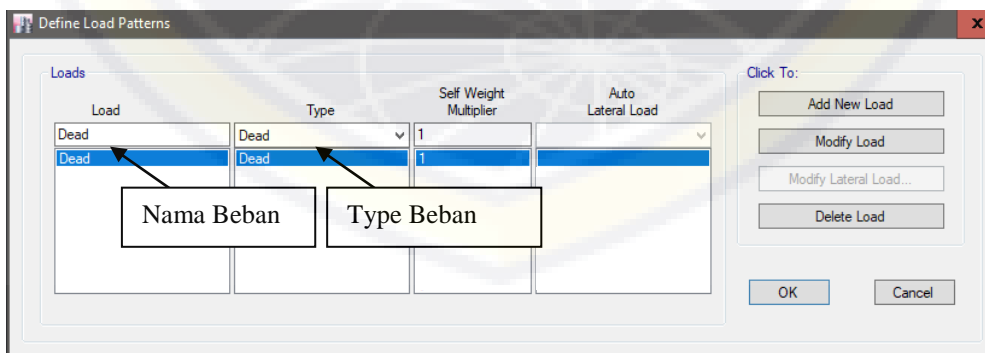 Define Load Patterns
x
Loads
Click To:
Load
Type
Self Weight
Multiplier
Auto
Lateral Load
Dead
Dead
1
Dead
Dead
1
Nama Beban
Type Beban
Add New Load
Modify Load
Modify Lateral Load...
Delete Load
OK
Cancel